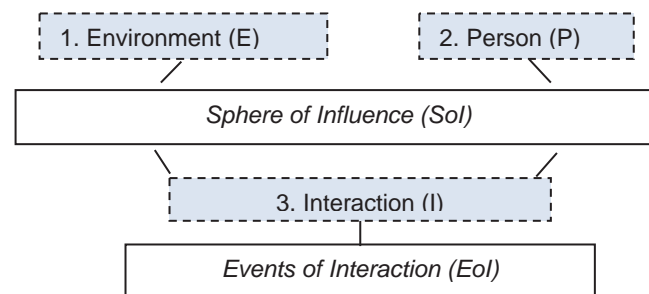 1. Environment (E)
2. Person (P)
Sphere of Influence (SoI)
3. Interaction (I)
Events of Interaction (EoI)